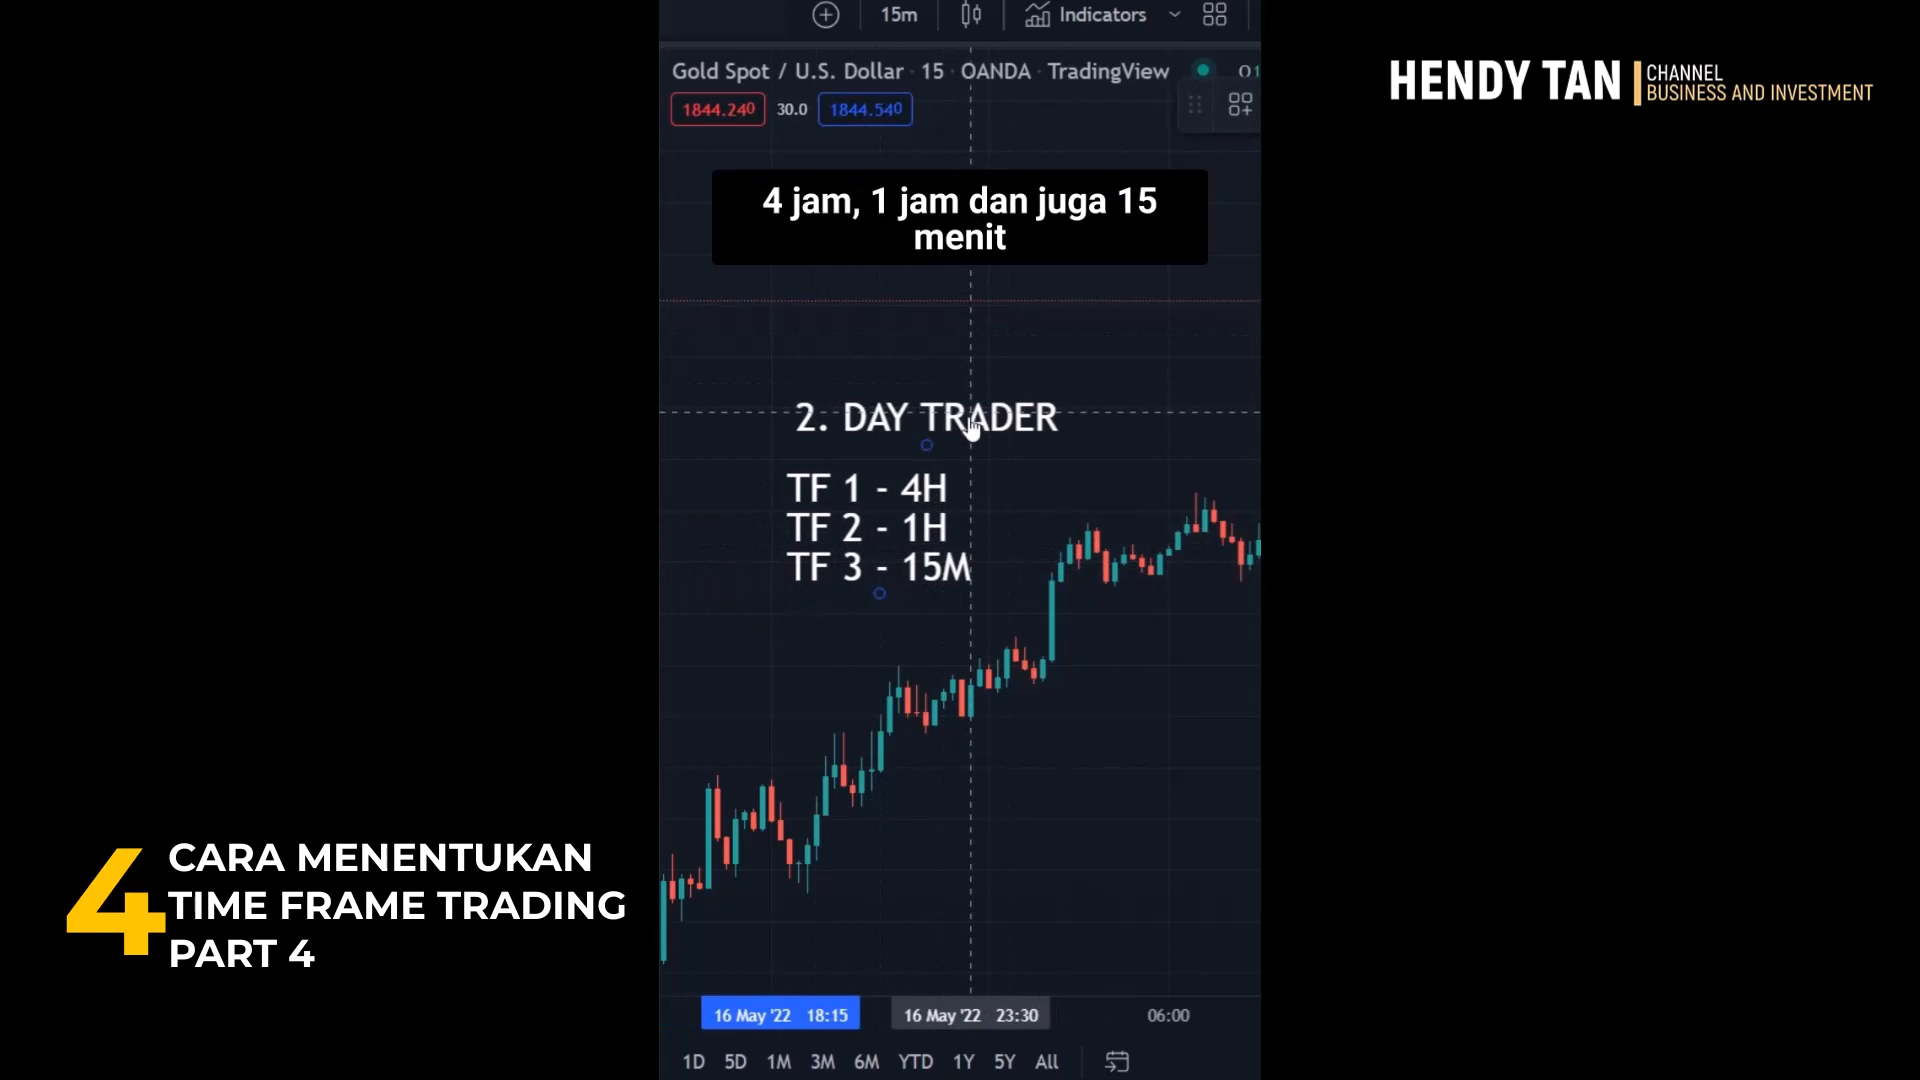 15m Indicators
Gold Spot / U.S. Dollar · 15 · OANDA · TradingView O1
1844.240 30.0 1844.540
HENDY TAN
CHANNEL
BUSINESS AND INVESTMENT
4 jam, 1 jam dan juga 15
menit
2. DAY TRADER
TF 1 - 4H
TF 2 - 1H
TF 3 - 15M
4
CARA MENENTUKAN
TIME FRAME TRADING
PART 4
16 May '22 18:15 16 May '22 23:30 06:00
1D 5D 1M 3M 6M YTD 1Y 5Y All